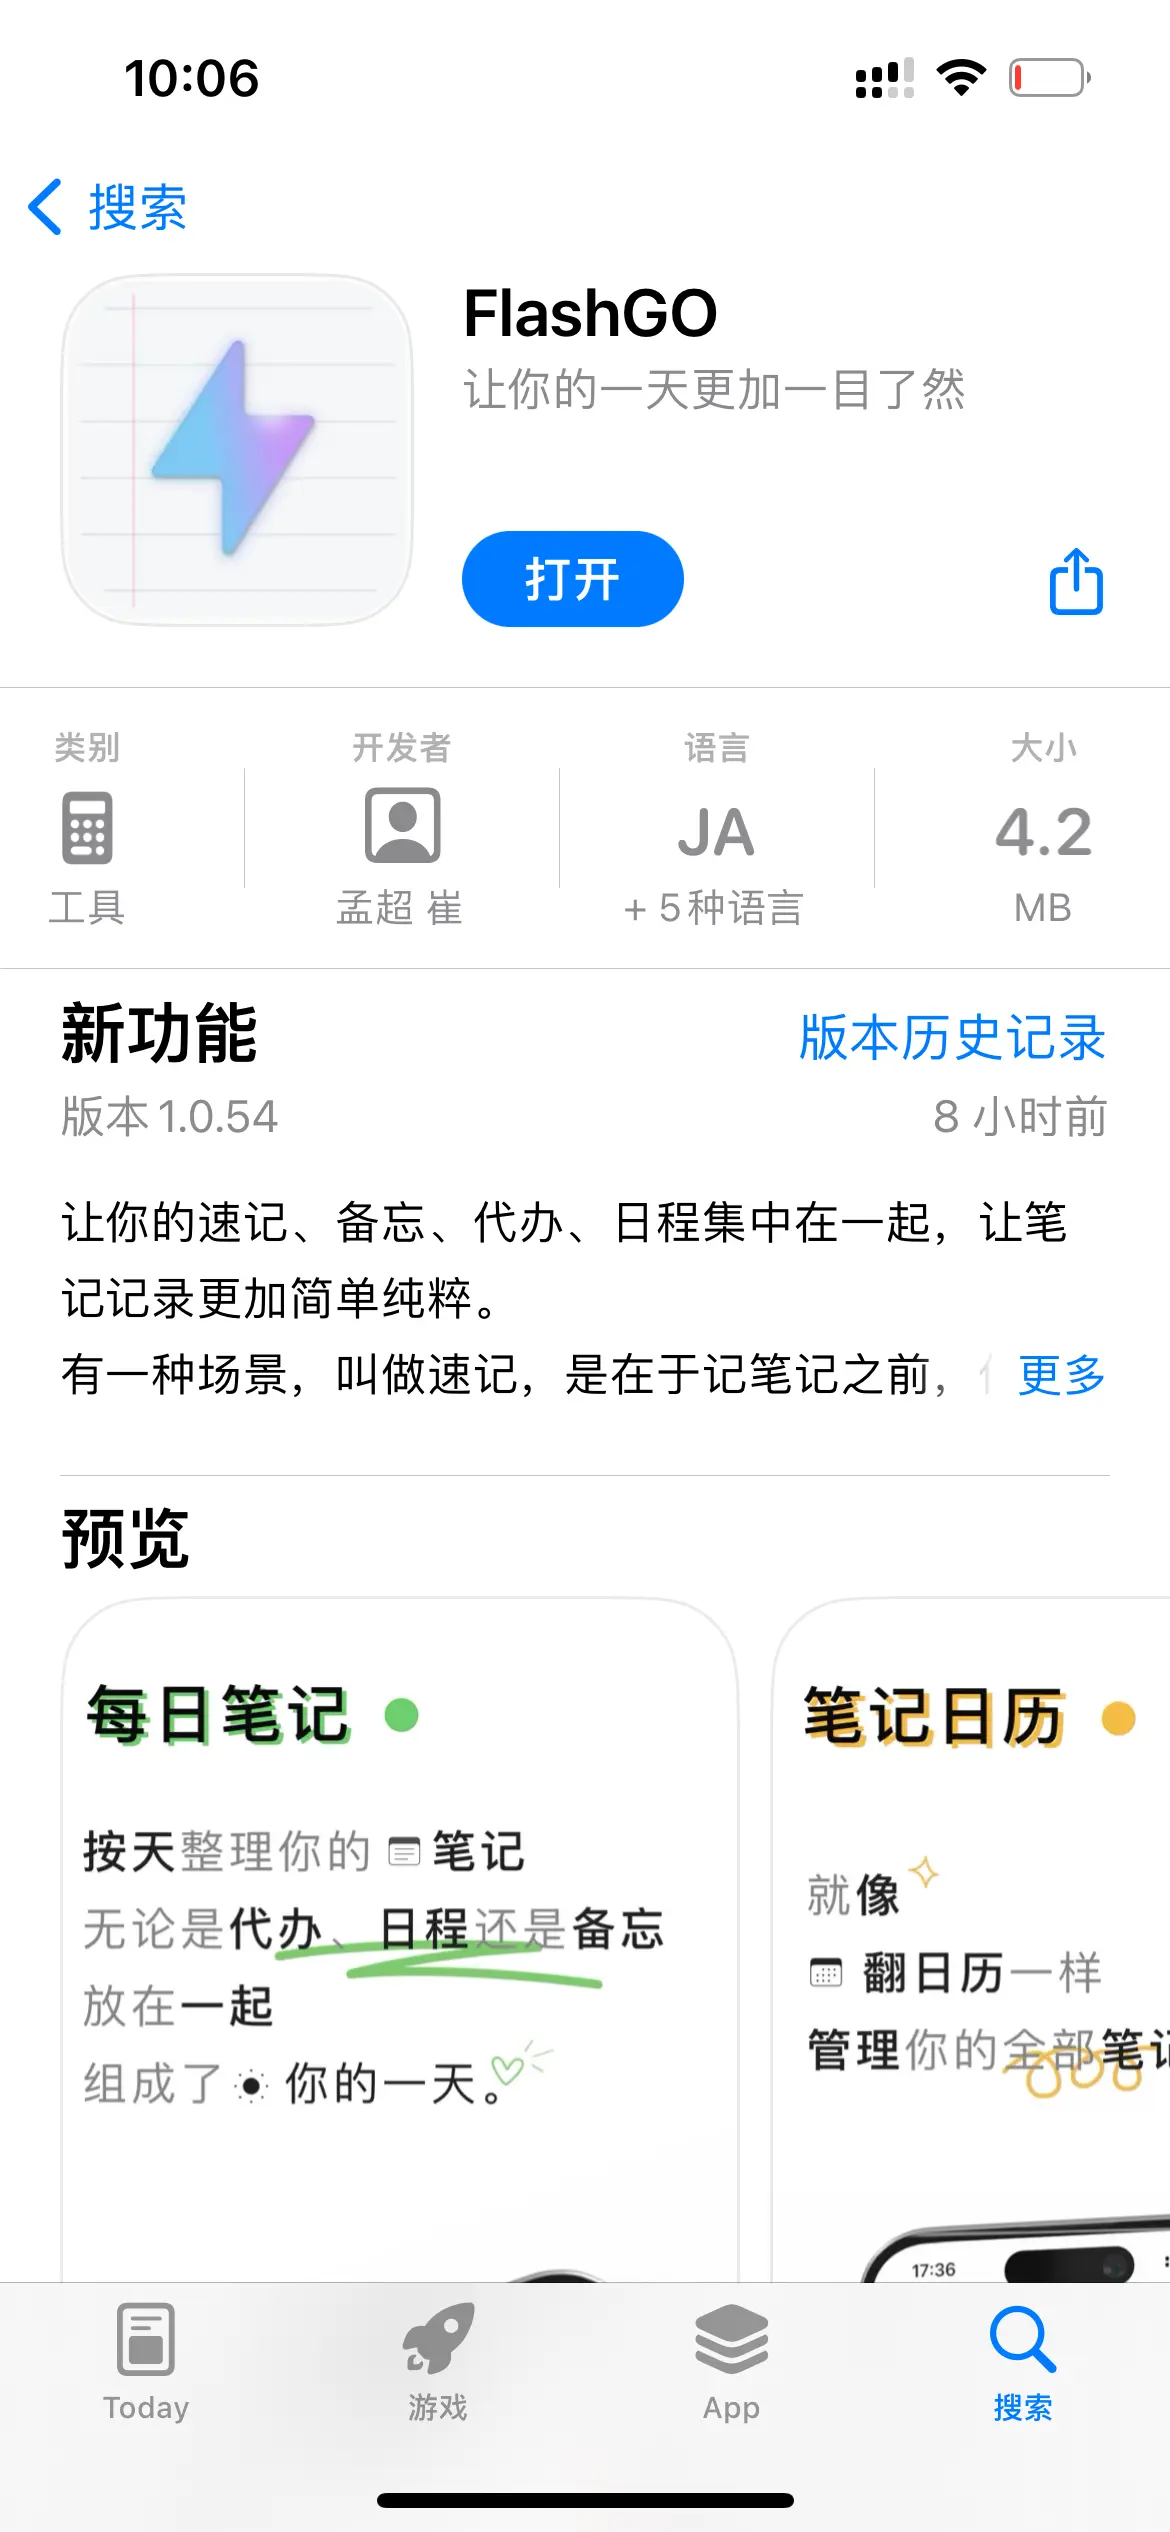 10:06
搜索
FlashGO
让你的一天更加一目了然
打开
类别
开发者
语言
大小
JA
4.2
工具
孟超 崔
+ 5种语言
MB
新功能
版本历史记录
版本 1.0.54
8 小时前
让你的速记、备忘、代办、日程集中在一起，让笔
记记录更加简单纯粹。
有一种场景，叫做速记，是在于记笔记之前，
更多
预览
每日笔记
按天整理你的 笔记
无论是代办、日程还是备忘
放在一起
组成了 你的一天。
笔记日历
就像
翻日历一样
管理你的全部笔记
17:36
Today
游戏
App
搜索